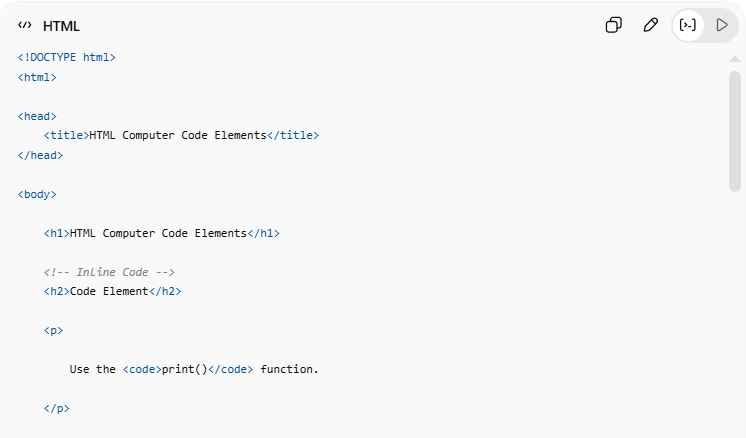 HTML
<!DOCTYPE html>
<html>
<head>
    <title>HTML Computer Code Elements</title>
</head>
<body>
    <h1>HTML Computer Code Elements</h1>
    <!-- Inline Code -->
    <h2>Code Element</h2>
    <p>
        Use the <code>print()</code> function.
    </p>